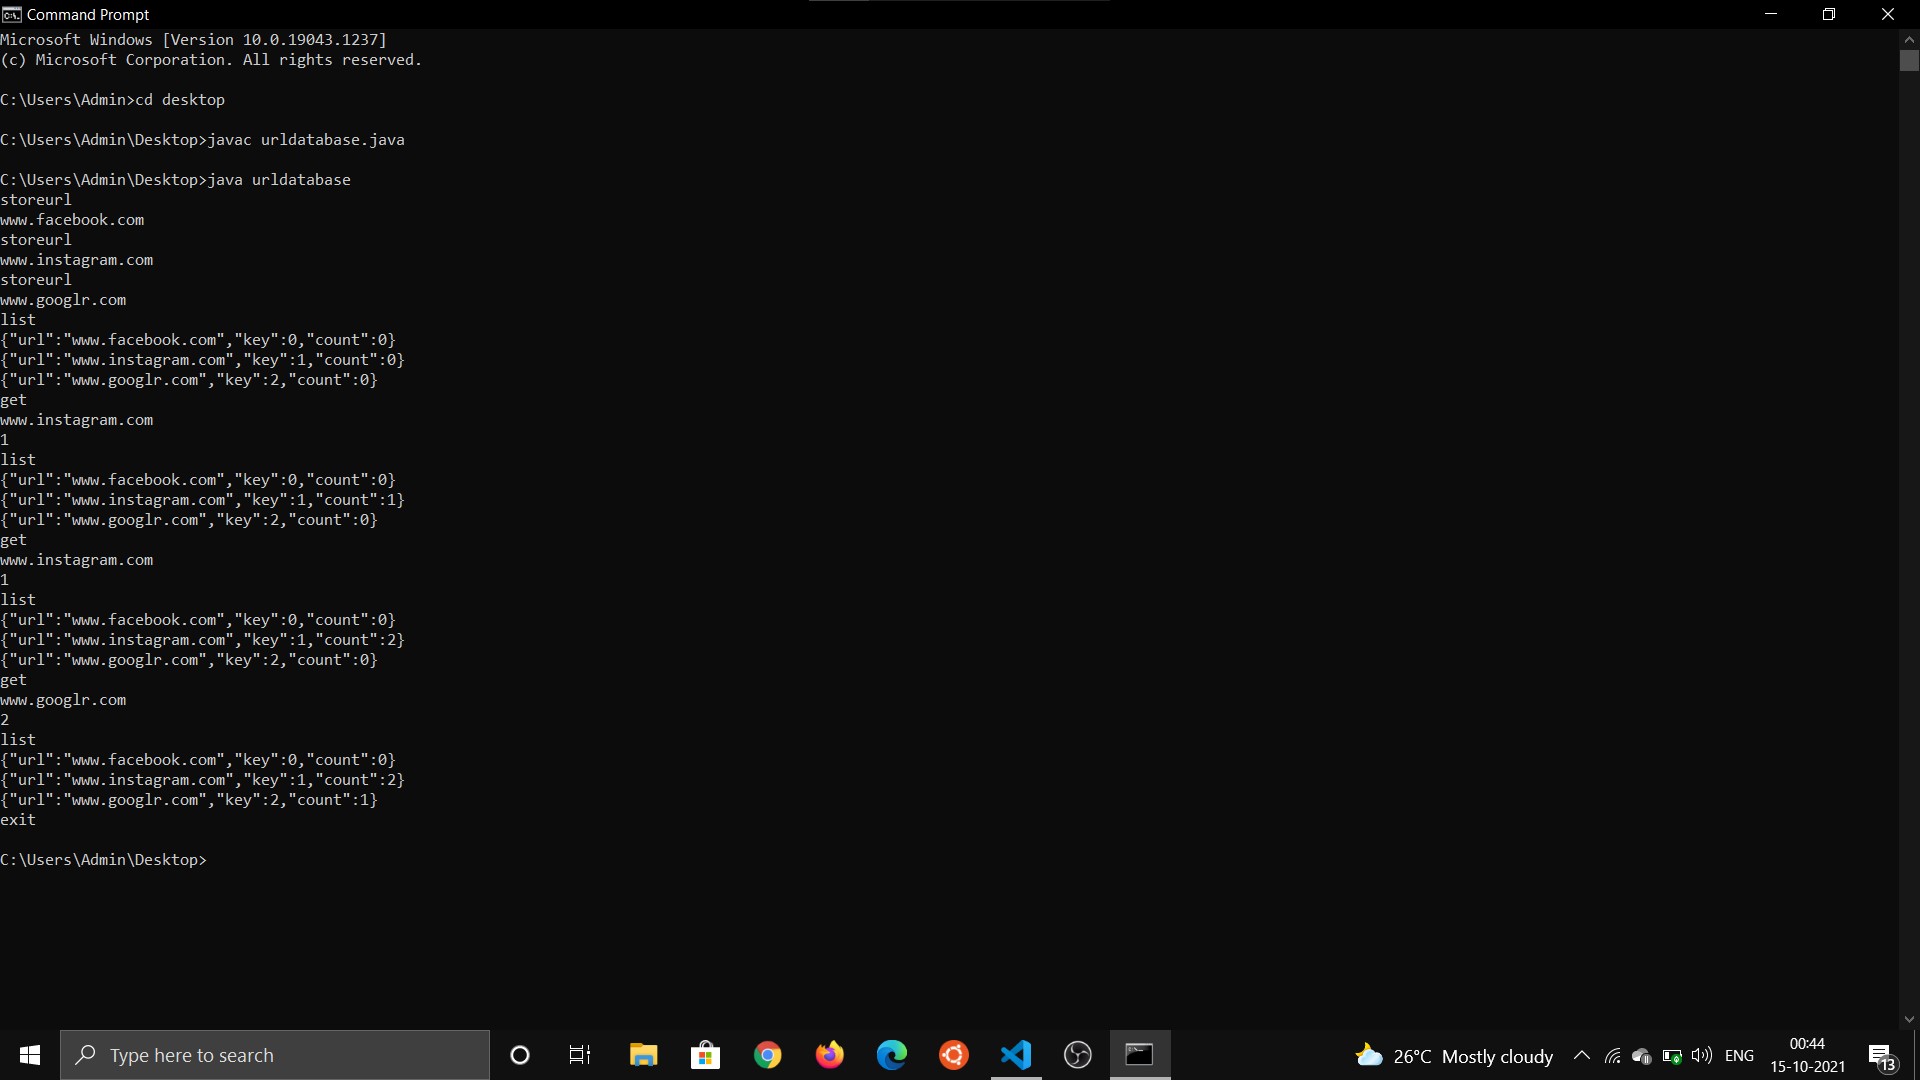 Command Prompt
Microsoft Windows [Version 10.0.19043.1237]
(c) Microsoft Corporation. All rights reserved.
C:\Users\Admin>cd desktop
C:\Users\Admin\Desktop>javac urldatabase.java
C:\Users\Admin\Desktop>java urldatabase
storeurl
www.facebook.com
storeurl
www.instagram.com
storeurl
www.googlr.com
list
{"url":"www.facebook.com","key":0,"count":0}
{"url":"www.instagram.com","key":1,"count":0}
{"url":"www.googlr.com","key":2,"count":0}
get
www.instagram.com
1
list
{"url":"www.facebook.com","key":0,"count":0}
{"url":"www.instagram.com","key":1,"count":1}
{"url":"www.googlr.com","key":2,"count":0}
get
www.instagram.com
1
list
{"url":"www.facebook.com","key":0,"count":0}
{"url":"www.instagram.com","key":1,"count":2}
{"url":"www.googlr.com","key":2,"count":0}
get
www.googlr.com
2
list
{"url":"www.facebook.com","key":0,"count":0}
{"url":"www.instagram.com","key":1,"count":2}
{"url":"www.googlr.com","key":2,"count":1}
exit
C:\Users\Admin\Desktop>
Type here to search
26°C Mostly cloudy
ENG
00:44
15-10-2021
13